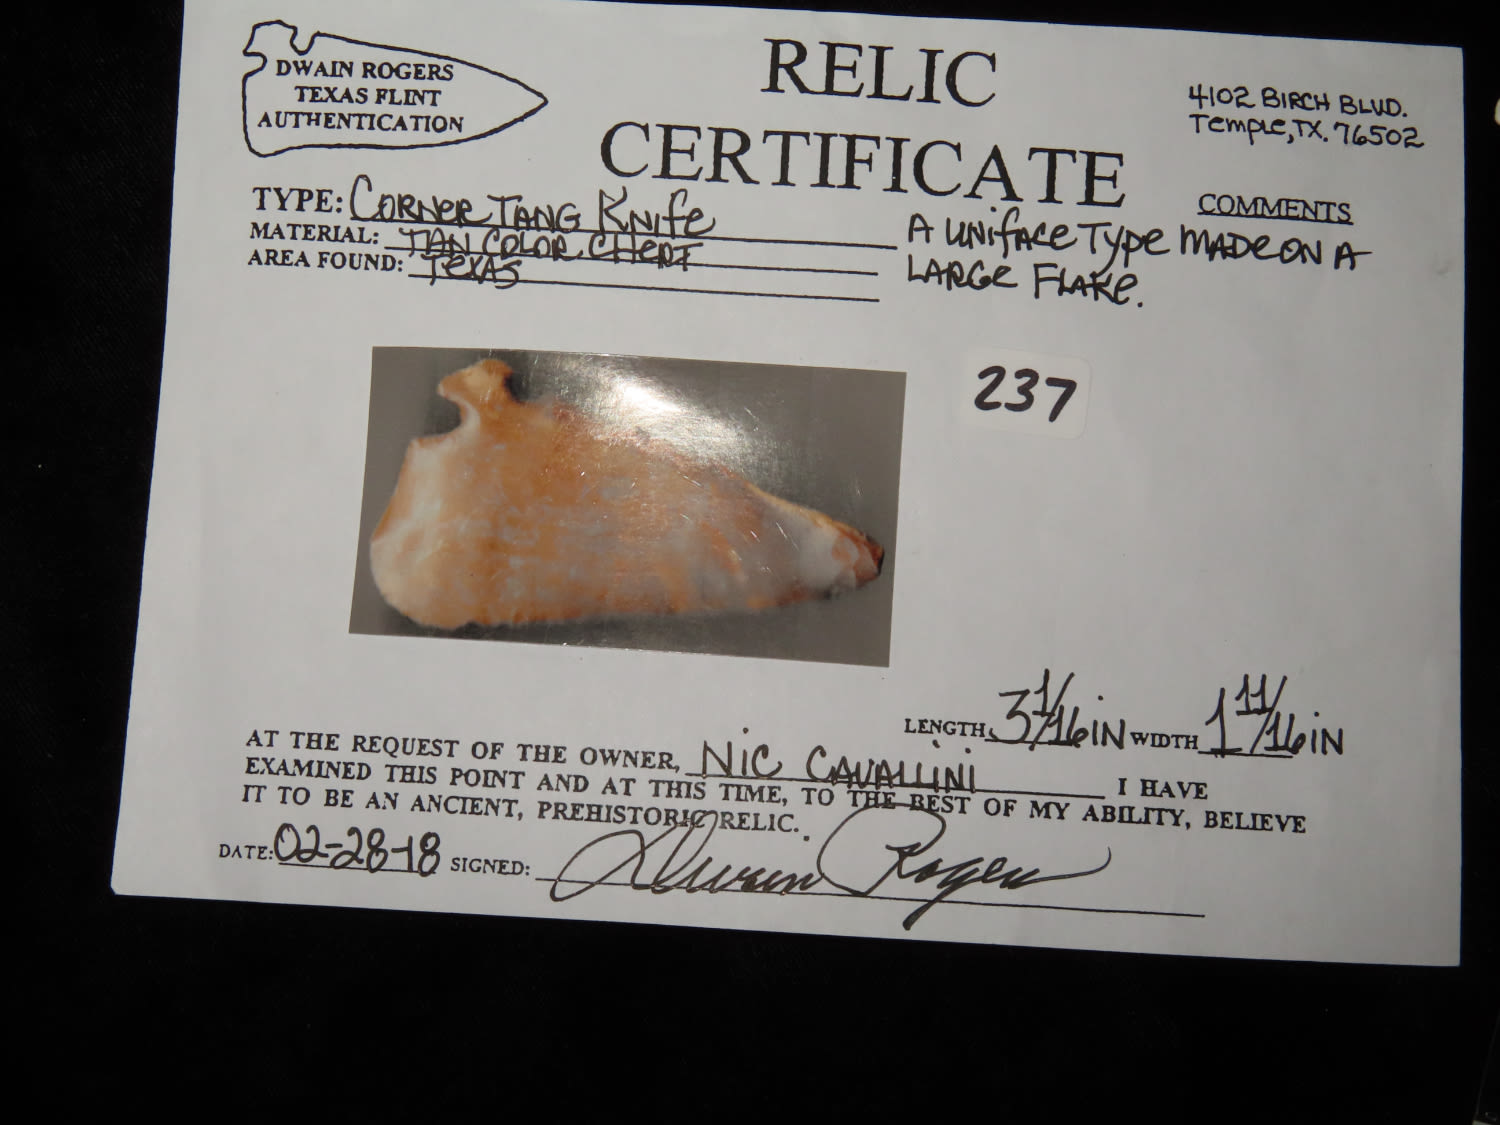 DWAIN ROGERS
TEXAS FLINT
AUTHENTICATION
RELIC
CERTIFICATE
4102 BIRCH BLVD.
Temple, TX. 76502
TYPE: CORNER TANG KNIFE
MATERIAL: TAN COLOR CHERT
AREA FOUND: TEXAS
COMMENTS
A UNIFACE TYPE MADE ON A
LARGE FLAKE.
237
LENGTH 3 1/16 IN WIDTH 1 11/16 IN
AT THE REQUEST OF THE OWNER, NIC CAVALLINI I HAVE
EXAMINED THIS POINT AND AT THIS TIME, TO THE BEST OF MY ABILITY, BELIEVE
IT TO BE AN ANCIENT, PREHISTORIC RELIC.
DATE: 02-28-18 SIGNED: Dwain Rogers